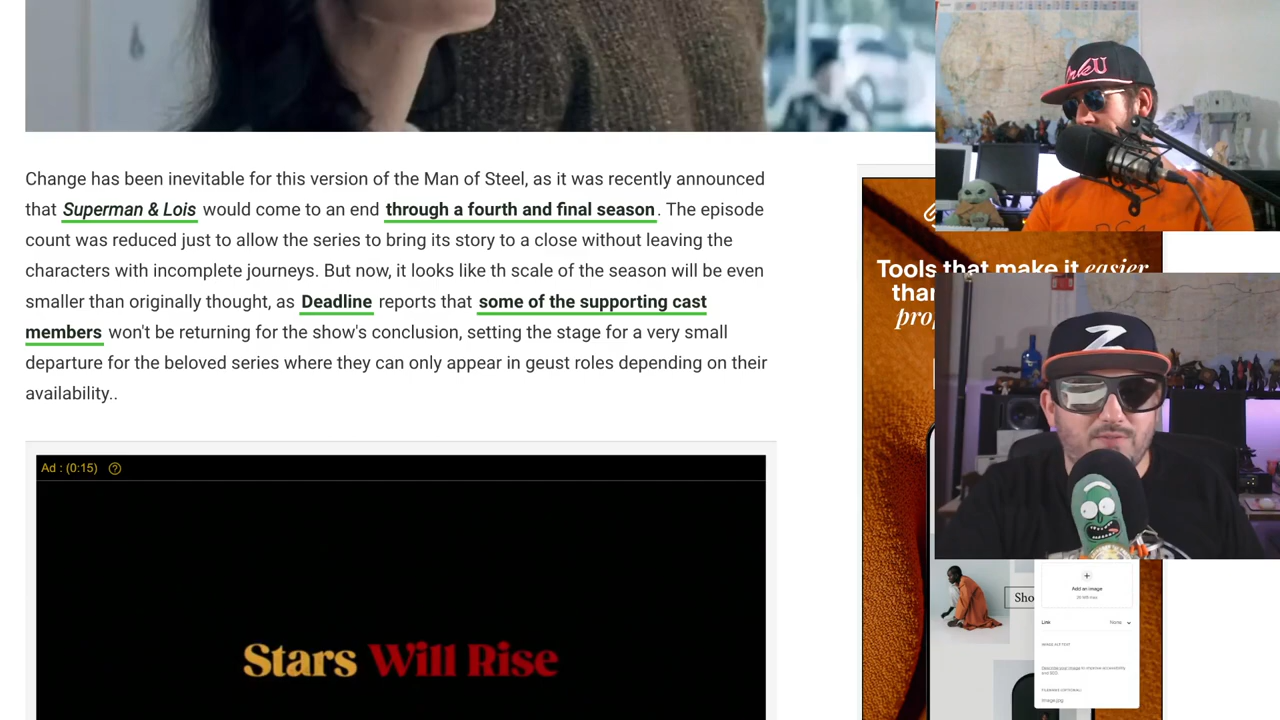 Change has been inevitable for this version of the Man of Steel, as it was recently announced
that Superman & Lois would come to an end through a fourth and final season. The episode
count was reduced just to allow the series to bring its story to a close without leaving the
characters with incomplete journeys. But now, it looks like th scale of the season will be even
smaller than originally thought, as Deadline reports that some of the supporting cast
members won't be returning for the show's conclusion, setting the stage for a very small
departure for the beloved series where they can only appear in geust roles depending on their
availability..
Ad : (0:15) ?
Stars Will Rise
Tools that make it easier
Z
Add an image
Link None